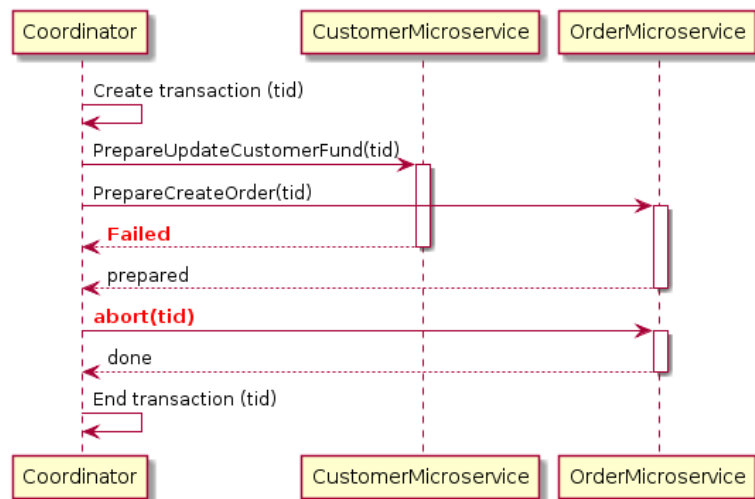 Coordinator
CustomerMicroservice
OrderMicroservice
Create transaction (tid)
PrepareUpdateCustomerFund(tid)
PrepareCreateOrder(tid)
Failed
prepared
abort(tid)
done
End transaction (tid)
Coordinator
CustomerMicroservice
OrderMicroservice